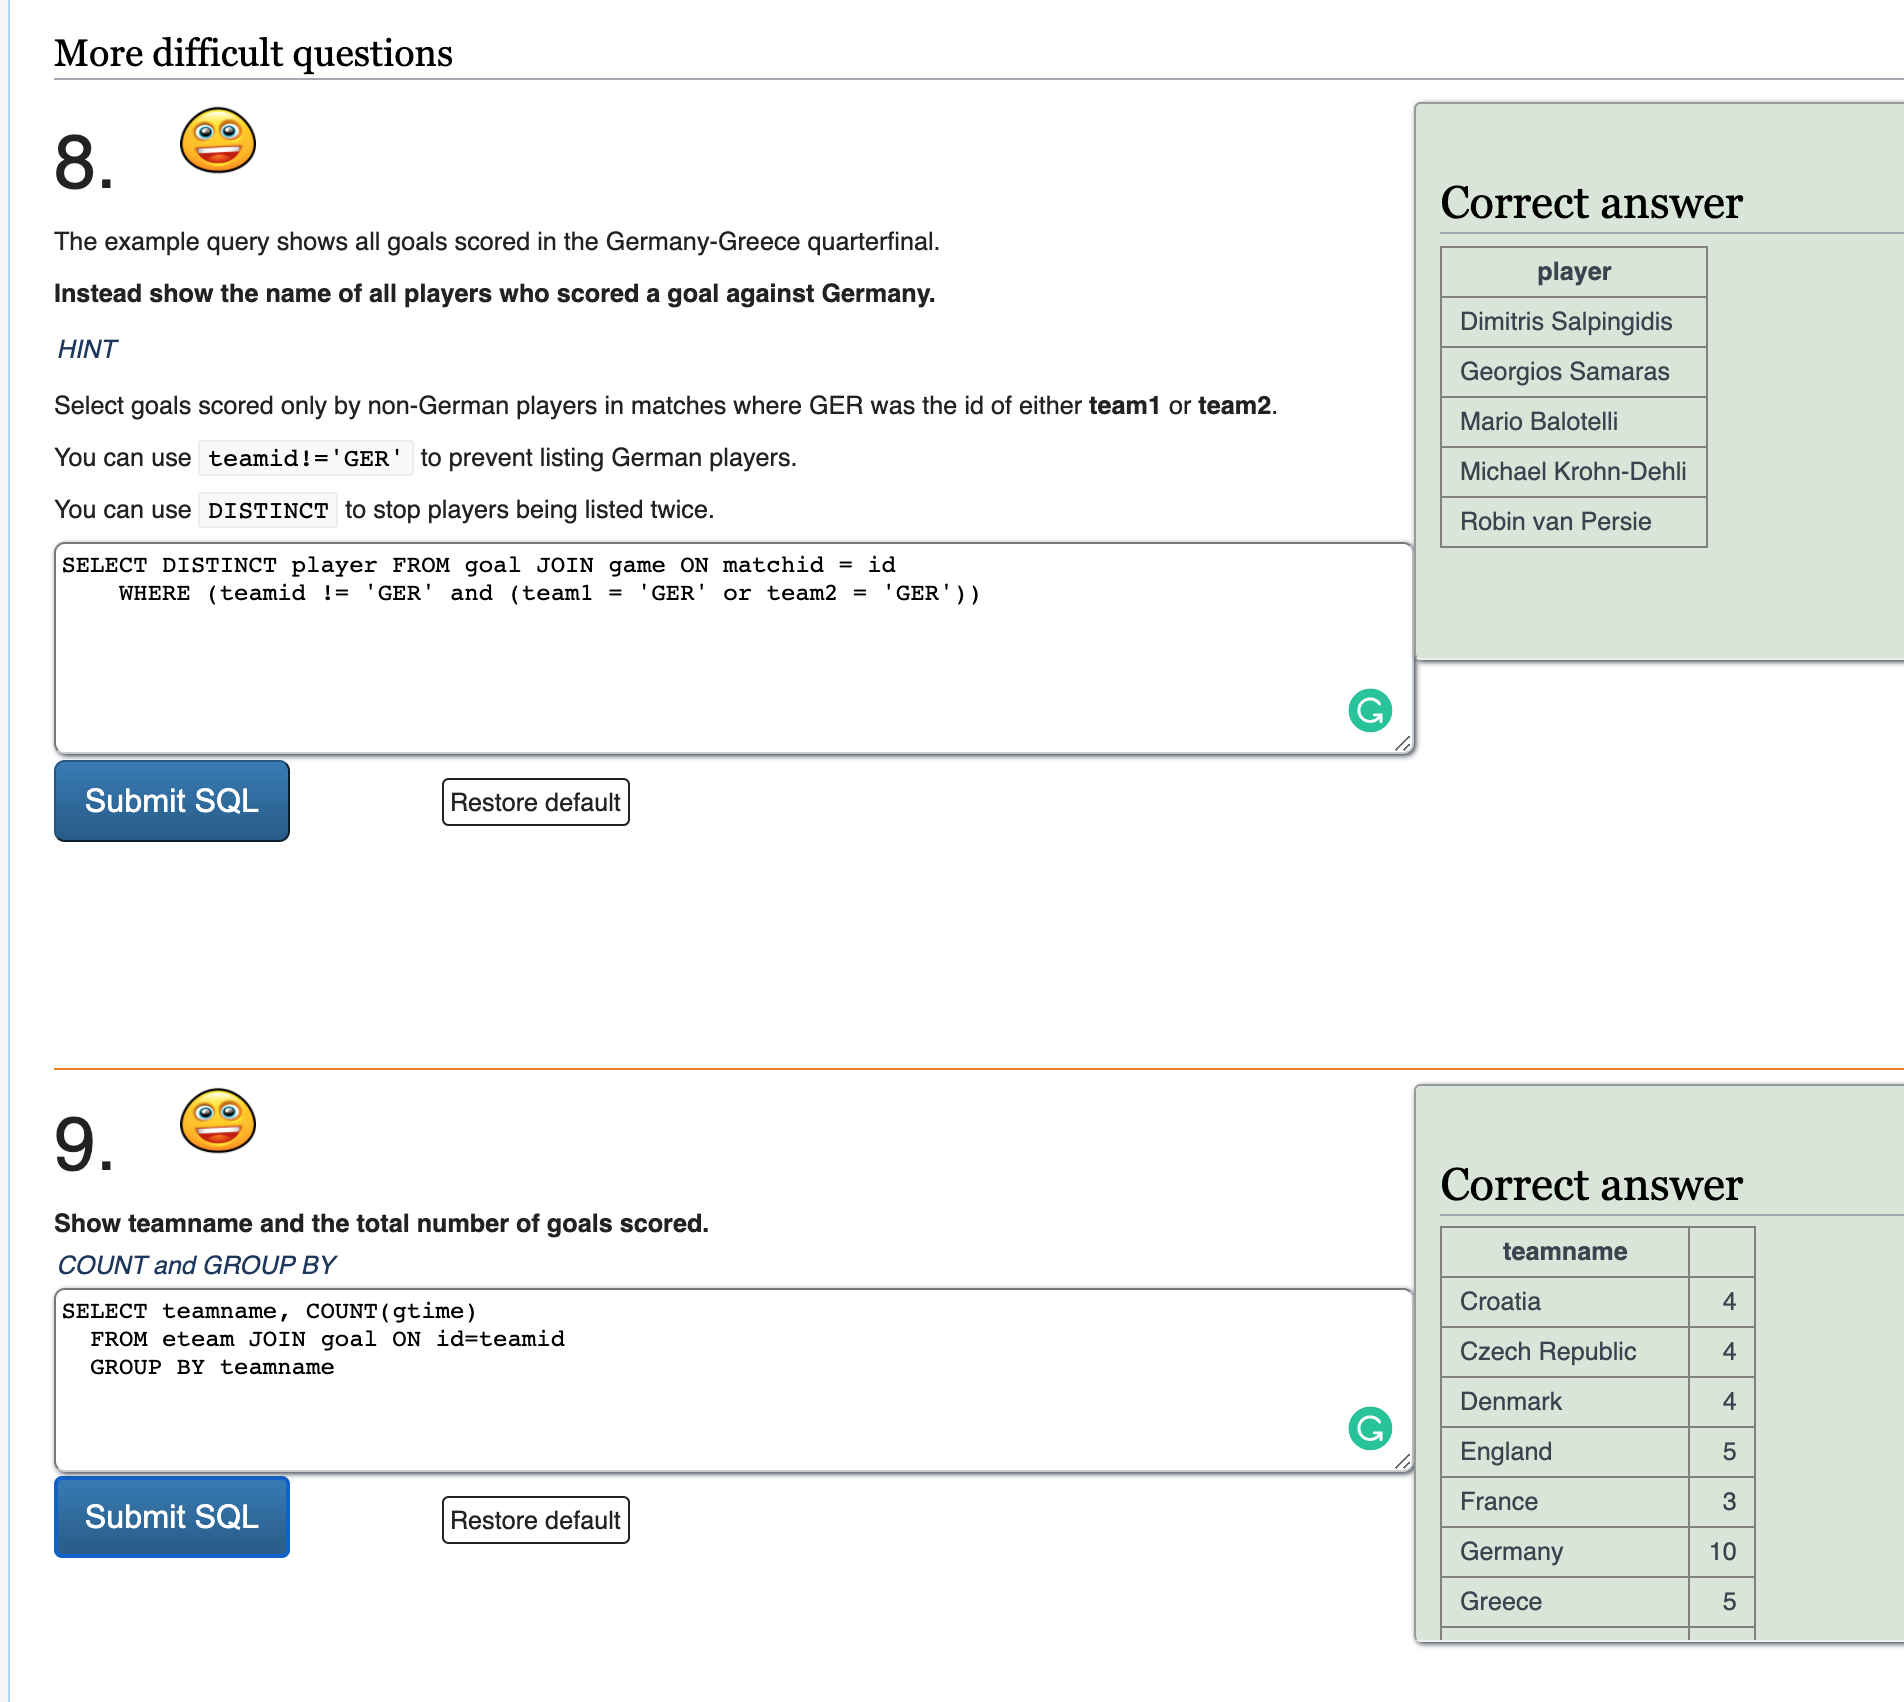 More difficult questions
8.
The example query shows all goals scored in the Germany-Greece quarterfinal.
Instead show the name of all players who scored a goal against Germany.
HINT
Select goals scored only by non-German players in matches where GER was the id of either team1 or team2.
You can use teamid!='GER' to prevent listing German players.
You can use DISTINCT to stop players being listed twice.
SELECT DISTINCT player FROM goal JOIN game ON matchid = id
WHERE (teamid != 'GER' and (team1 = 'GER' or team2 = 'GER'))
Submit SQL
Restore default
Correct answer
player
Dimitris Salpingidis
Georgios Samaras
Mario Balotelli
Michael Krohn-Dehli
Robin van Persie
9.
Show teamname and the total number of goals scored.
COUNT and GROUP BY
SELECT teamname, COUNT(gtime)
FROM eteam JOIN goal ON id=teamid
GROUP BY teamname
Submit SQL
Restore default
Correct answer
teamname
Croatia 4
Czech Republic 4
Denmark 4
England 5
France 3
Germany 10
Greece 5